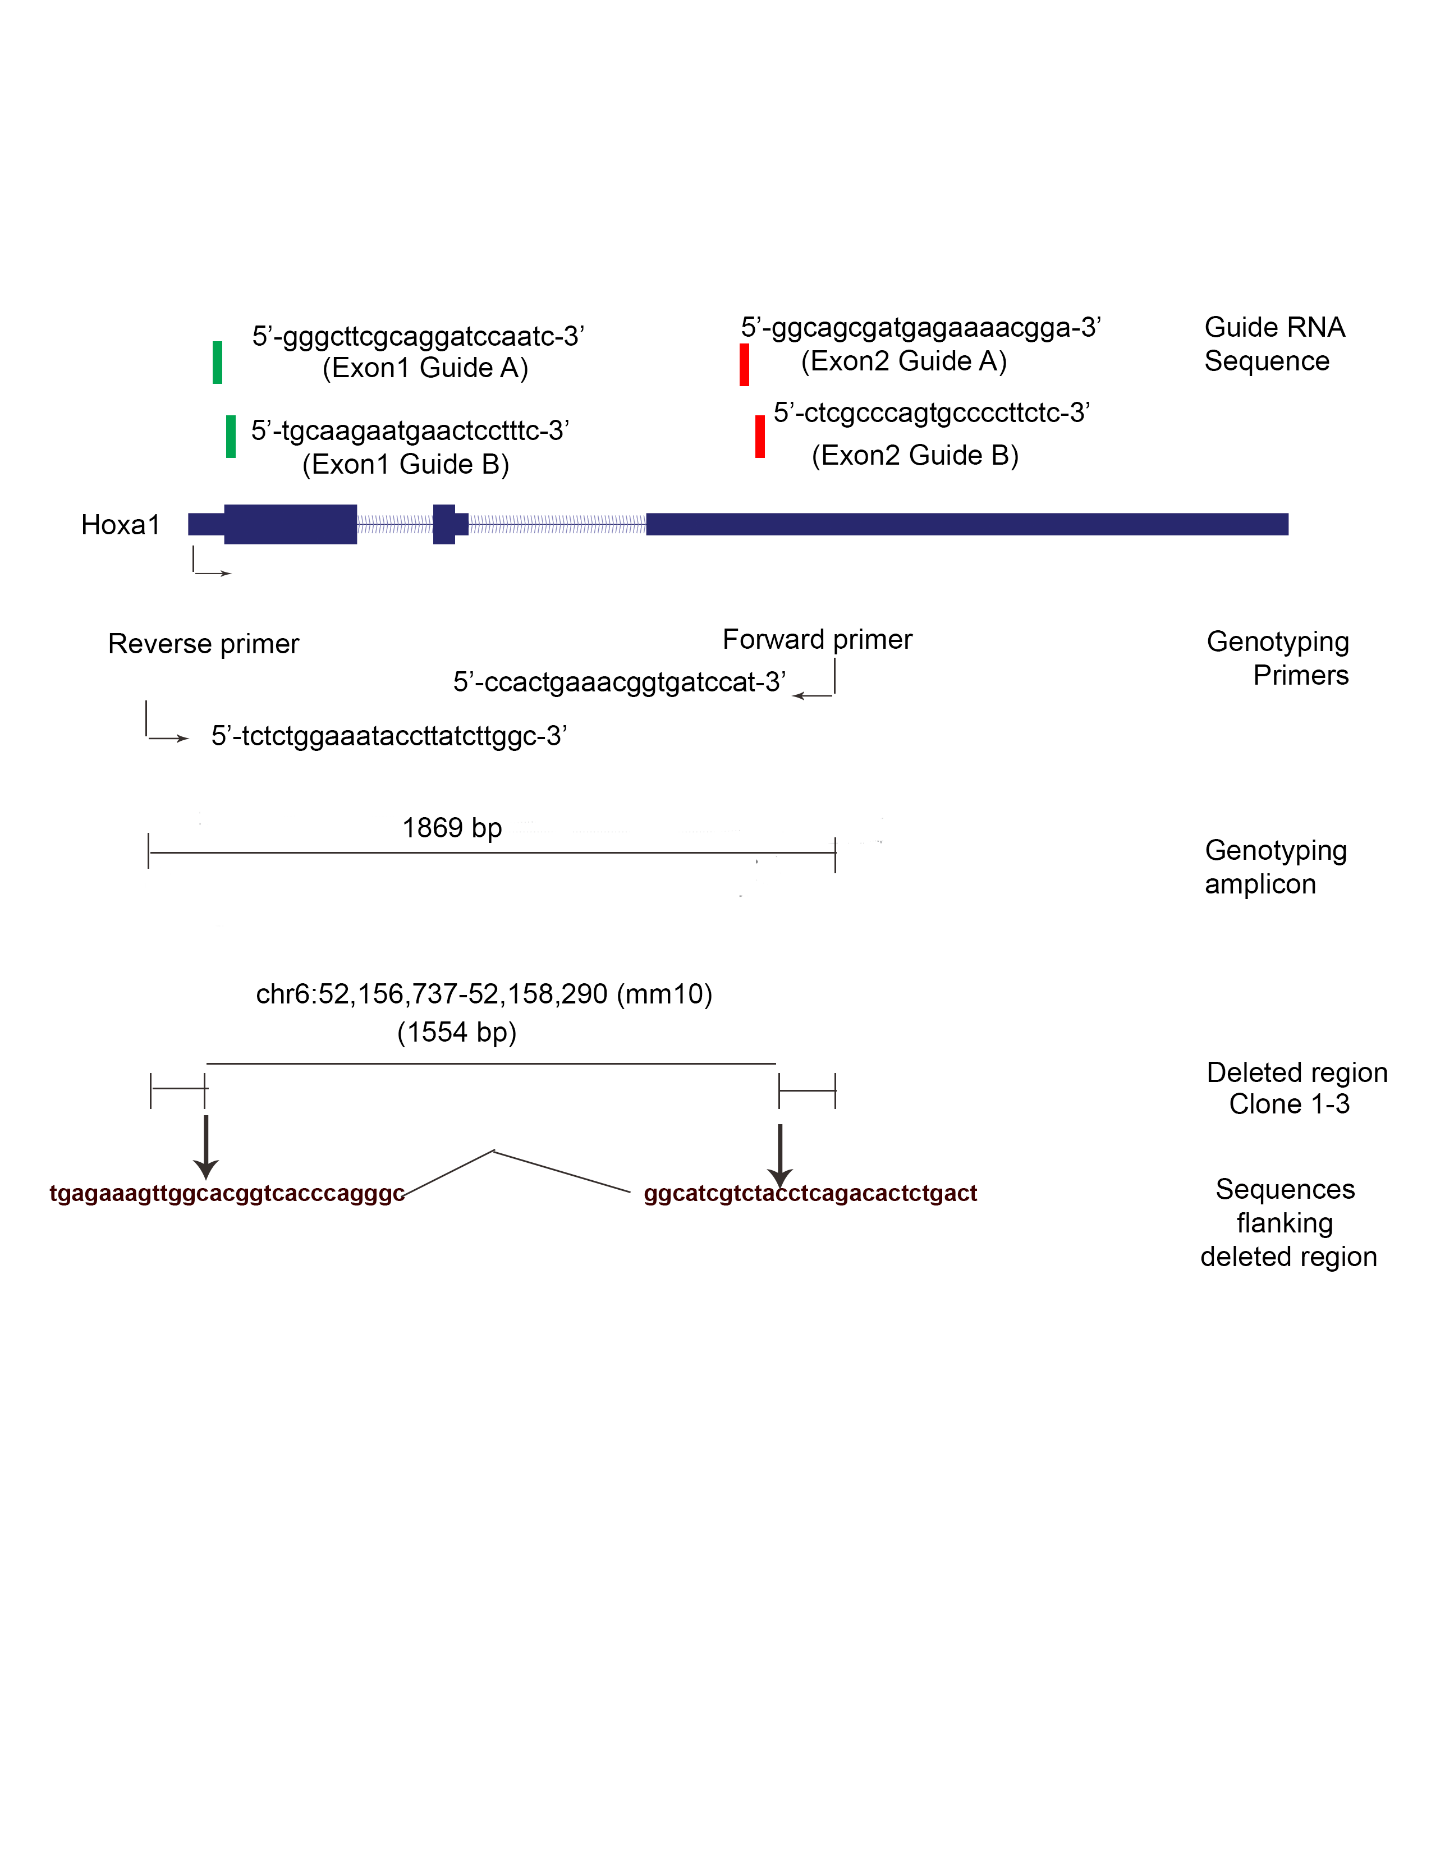 5’-gggcttcgcaggatccaatc-3’
(Exon1 Guide A)
5’-ggcagcgatgagaaaacgga-3’
(Exon2 Guide A)
Guide RNA
Sequence
5’-tgcaagaatgaactcctttc-3’
(Exon1 Guide B)
5’-ctcgcccagtgccccttctc-3’
(Exon2 Guide B)
Hoxa1
Reverse primer
Forward primer
Genotyping
Primers
5’-ccactgaaacggtgatccat-3’
5’-tctctggaaataccttatcttggc-3’
1869 bp
Genotyping
amplicon
chr6:52,156,737-52,158,290 (mm10)
(1554 bp)
Deleted region
Clone 1-3
tgagaaagttggcacggtcacccagggc
ggcatcgtctacctcagacactctgact
Sequences
flanking
deleted region